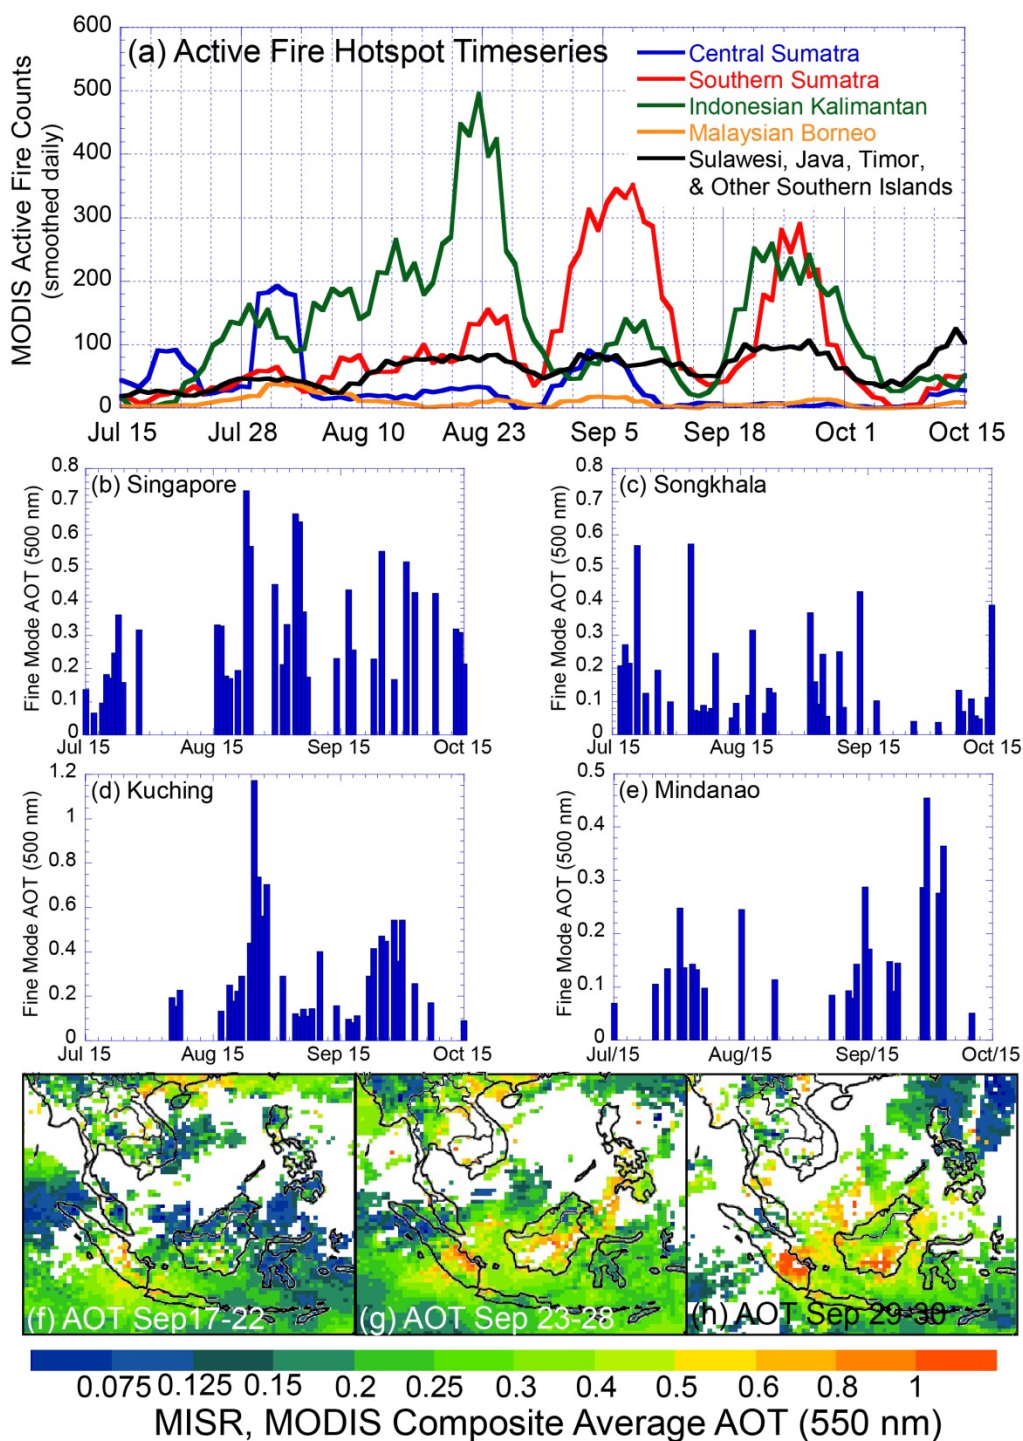 600
(a) Active Fire Hotspot Timeseries
Central Sumatra
Southern Sumatra
Indonesian Kalimantan
Malaysian Borneo
Sulawesi, Java, Timor,
& Other Southern Islands
500
400
300
200
100
0
MODIS Active Fire Counts
(smoothed daily)
Jul 15 Jul 28 Aug 10 Aug 23 Sep 5 Sep 18 Oct 1 Oct 15
(b) Singapore
Fine Mode AOT (500 nm)
0.8
0.7
0.6
0.5
0.4
0.3
0.2
0.1
0
Jul 15 Aug 15 Sep 15 Oct 15
(c) Songkhala
Fine Mode AOT (500 nm)
0.8
0.7
0.6
0.5
0.4
0.3
0.2
0.1
0
Jul 15 Aug 15 Sep 15 Oct 15
(d) Kuching
Fine Mode AOT (500 nm)
1.2
1
0.8
0.6
0.4
0.2
0
Jul 15 Aug 15 Sep 15 Oct 15
(e) Mindanao
Fine Mode AOT (500 nm)
0.5
0.4
0.3
0.2
0.1
0
Jul/15 Aug/15 Sep/15 Oct/15
(f) AOT Sep17-22
(g) AOT Sep 23-28
(h) AOT Sep 29-30
0.075 0.125 0.15 0.2 0.25 0.3 0.4 0.5 0.6 0.8 1
MISR, MODIS Composite Average AOT (550 nm)